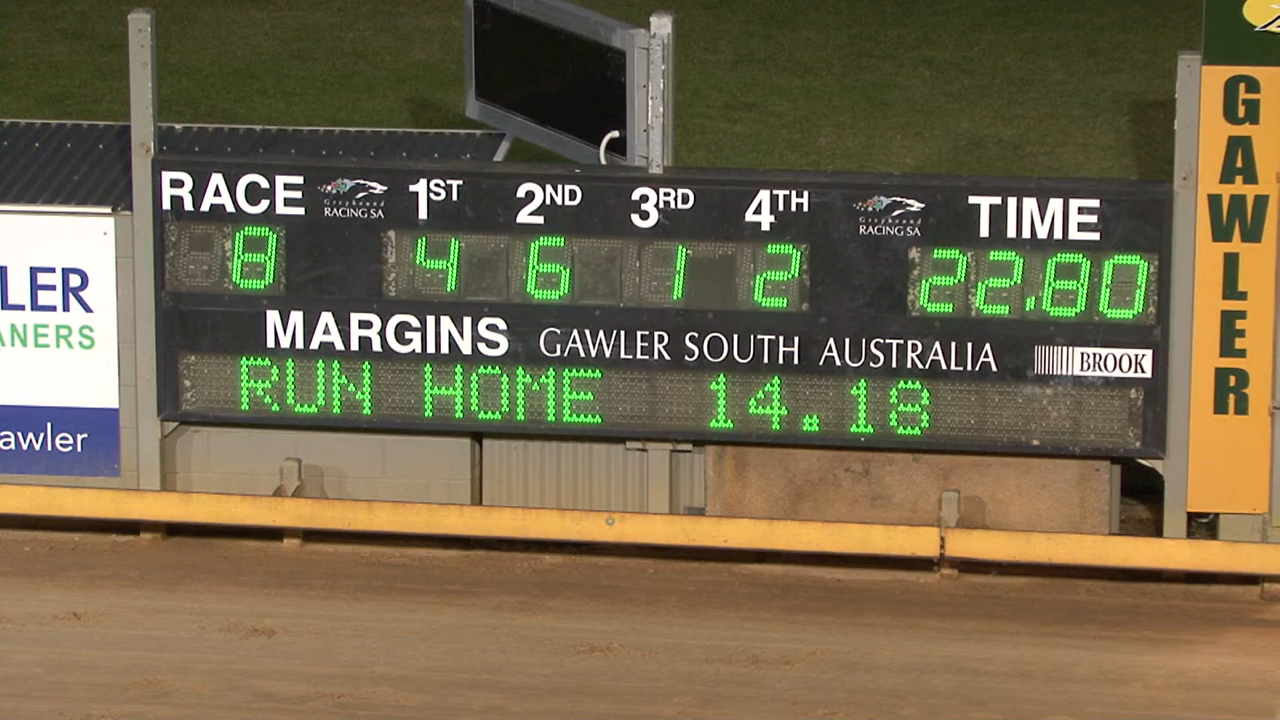 RACE
Greyhound
RACING SA
1ST 2ND 3RD 4TH
Greyhound
RACING SA
TIME
8 4 6 1 2 22.80
MARGINS GAWLER SOUTH AUSTRALIA BROOK
RUN HOME 14.18
LER
ANERS
awler
GAWLER